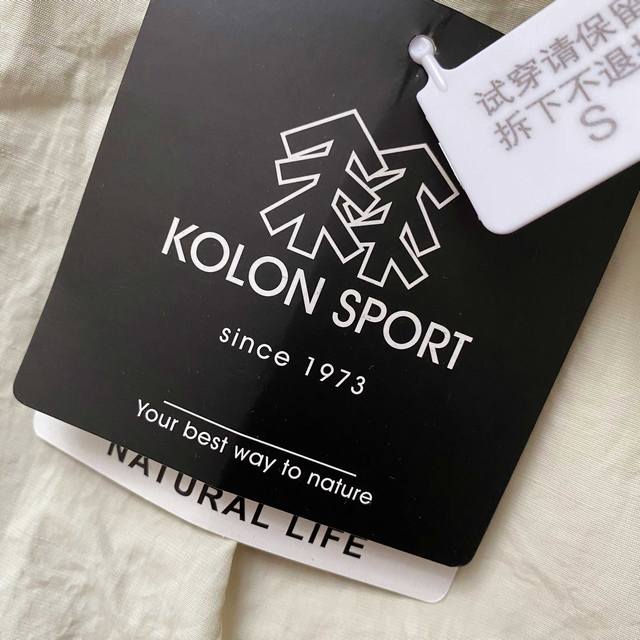 试穿请保留
拆下不退
S
KOLON SPORT
since 1973
Your best way to nature
NATURAL LIFE